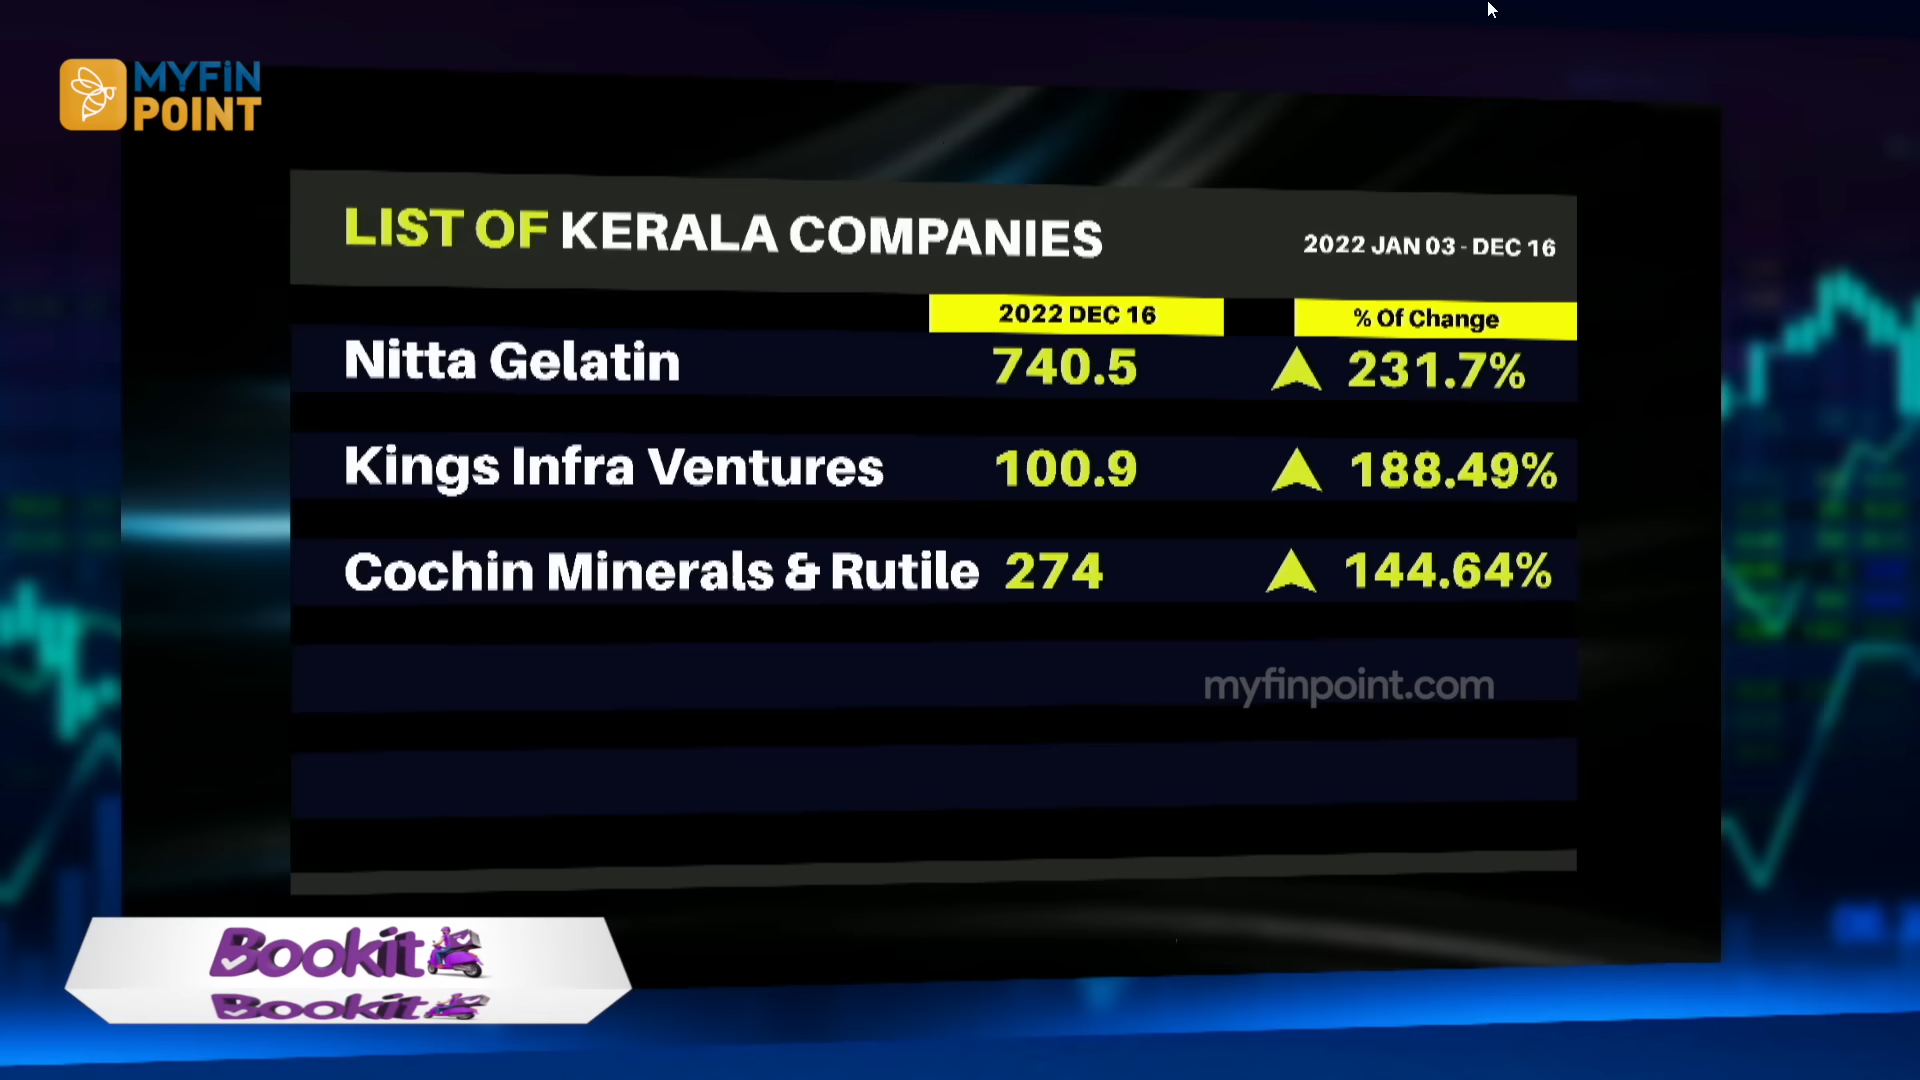 MYFiN
POINT
LIST OF KERALA COMPANIES
2022 JAN 03 - DEC 16
2022 DEC 16
% Of Change
Nitta Gelatin 740.5 231.7%
Kings Infra Ventures 100.9 188.49%
Cochin Minerals & Rutile 274 144.64%
myfinpoint.com
Bookit
Bookit